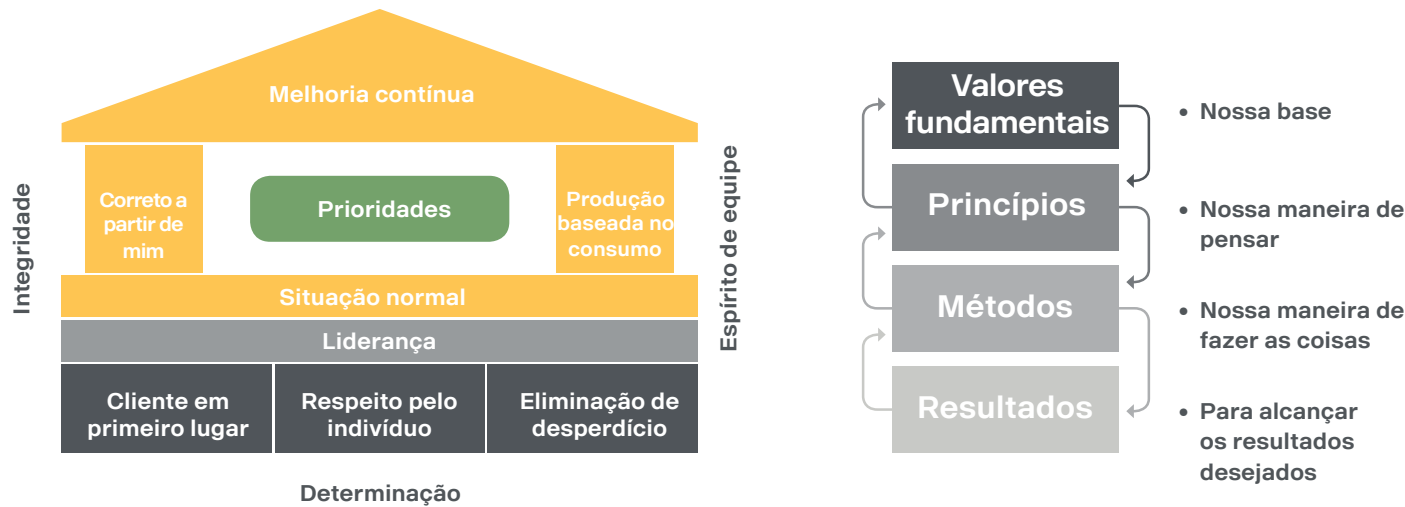 Melhoria contínua
Integridade
Correto a
partir de
mim
Prioridades
Produção
baseada no
consumo
Espírito de equipe
Situação normal
Liderança
Cliente em
primeiro lugar
Respeito pelo
indivíduo
Eliminação de
desperdício
Determinação
Valores
fundamentais
• Nossa base
Princípios
• Nossa maneira de
pensar
Métodos
• Nossa maneira de
fazer as coisas
Resultados
• Para alcançar
os resultados
desejados